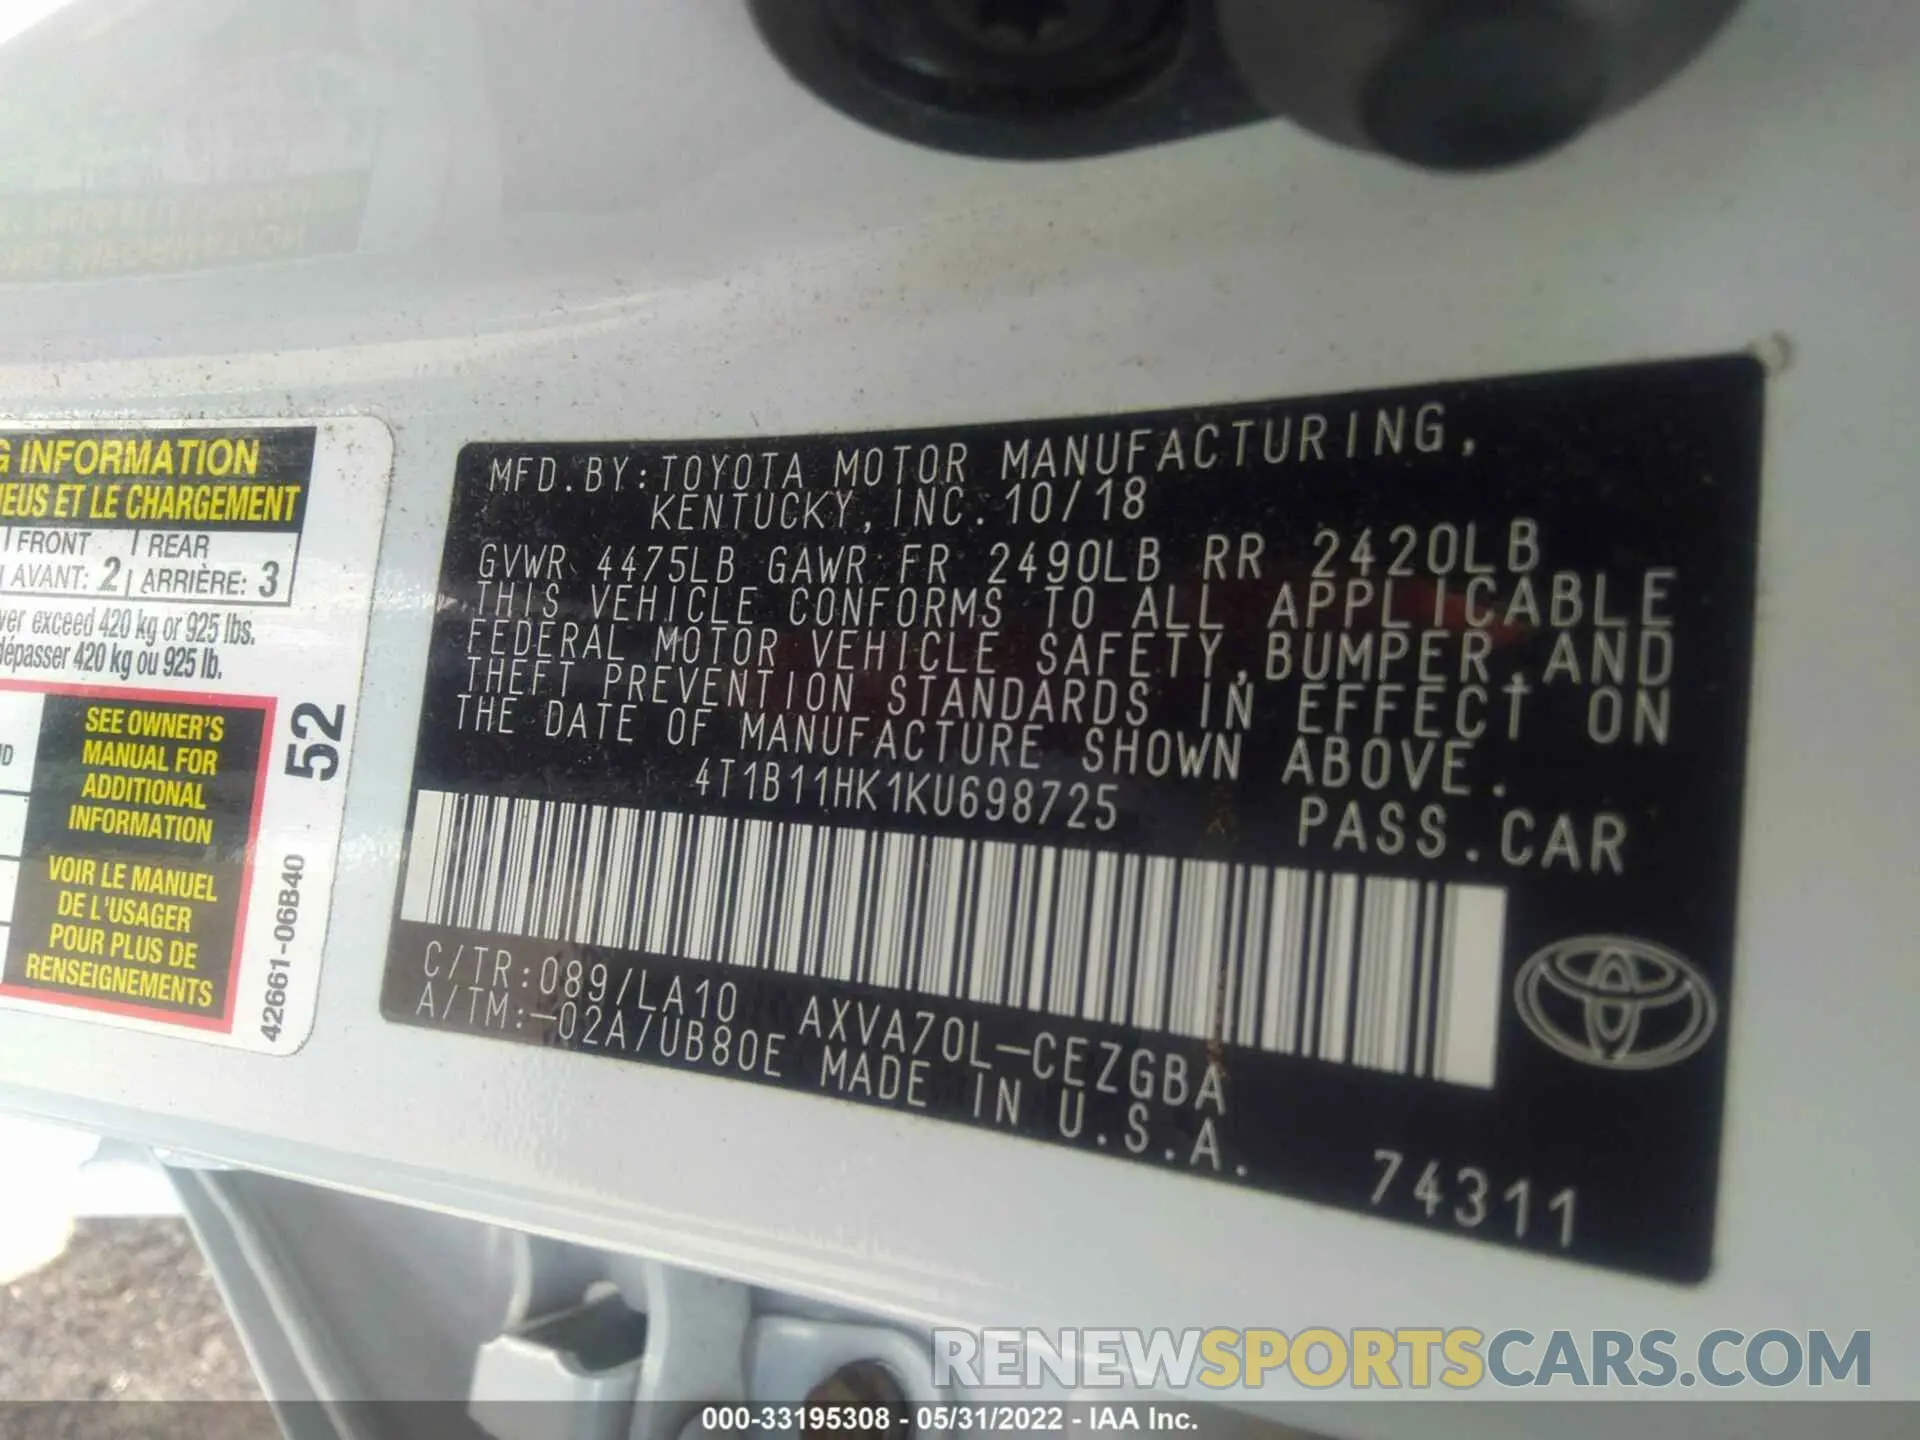 G INFORMATION
EUS ET LE CHARGEMENT
FRONT REAR
AVANT: 2 ARRIÈRE: 3
ver exceed 420 kg or 925 lbs.
dépasser 420 kg ou 925 lb.
SEE OWNER'S
MANUAL FOR
ADDITIONAL
INFORMATION
VOIR LE MANUEL
DE L'USAGER
POUR PLUS DE
RENSEIGNEMENTS
52
42661-06B40
MFD. BY: TOYOTA MOTOR MANUFACTURING,
KENTUCKY, INC. 10/18
GVWR 4475LB GAWR FR 2490LB RR 2420LB
THIS VEHICLE CONFORMS TO ALL APPLICABLE
FEDERAL MOTOR VEHICLE SAFETY, BUMPER, AND
THEFT PREVENTION STANDARDS IN EFFECT ON
THE DATE OF MANUFACTURE SHOWN ABOVE.
4T1B11HK1KU698725 PASS. CAR
C/TR:089/LA10 AXVA70L-CEZGBA
A/TM:-02A/UB80E MADE IN U.S.A.
74311
RENEWSPORTSCARS.COM
000-33195308 - 05/31/2022 - IAA Inc.